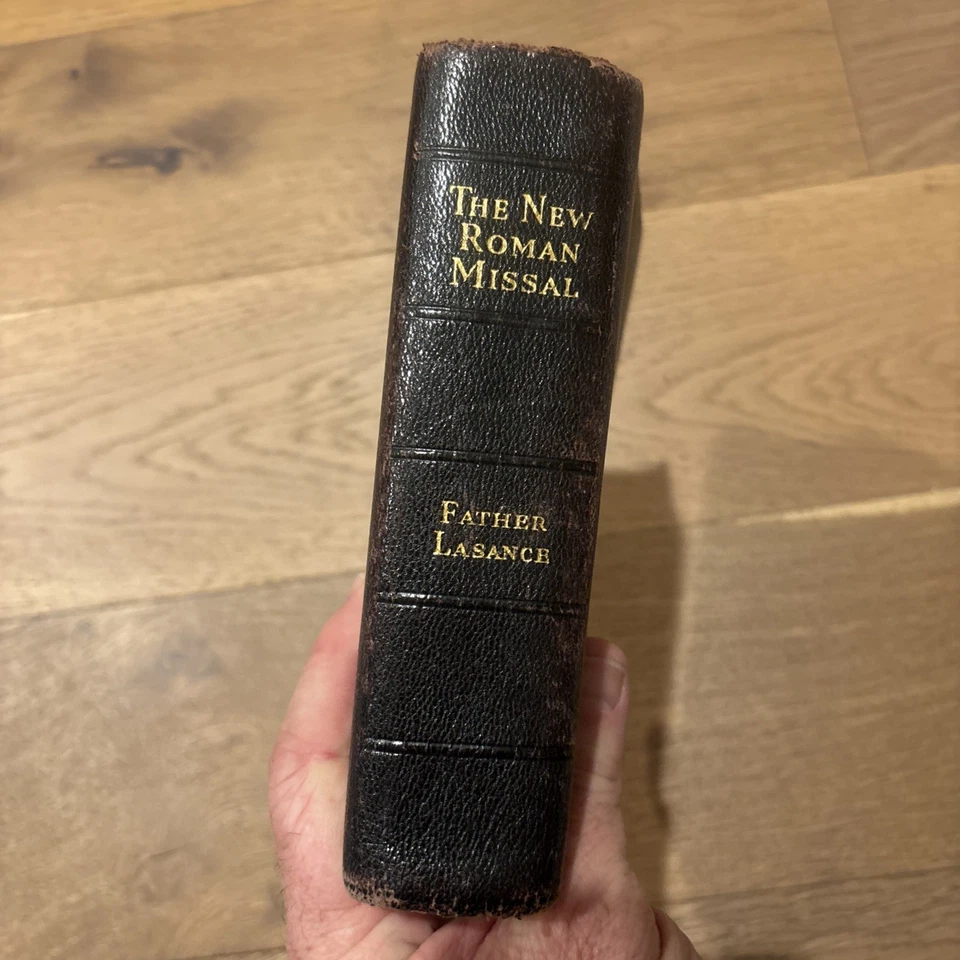 The New
Roman
Missal
Father
Lasance